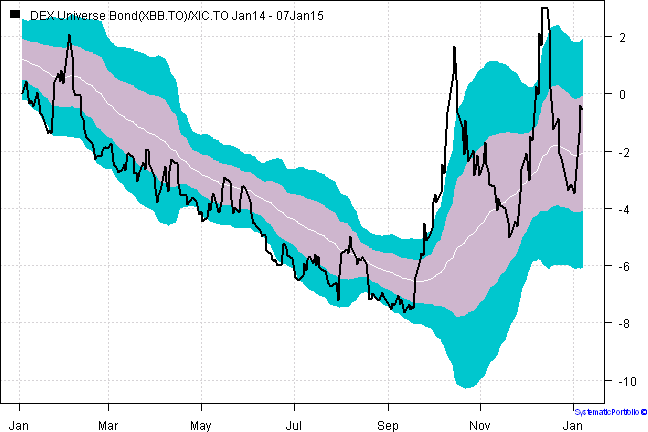 DEX Universe Bond(XBB.TO)/XIC.TO Jan14 - 07Jan15
2
0
-2
-4
-6
-8
-10
SystematicPortfolio ©
Jan Mar May Jul Sep Nov Jan